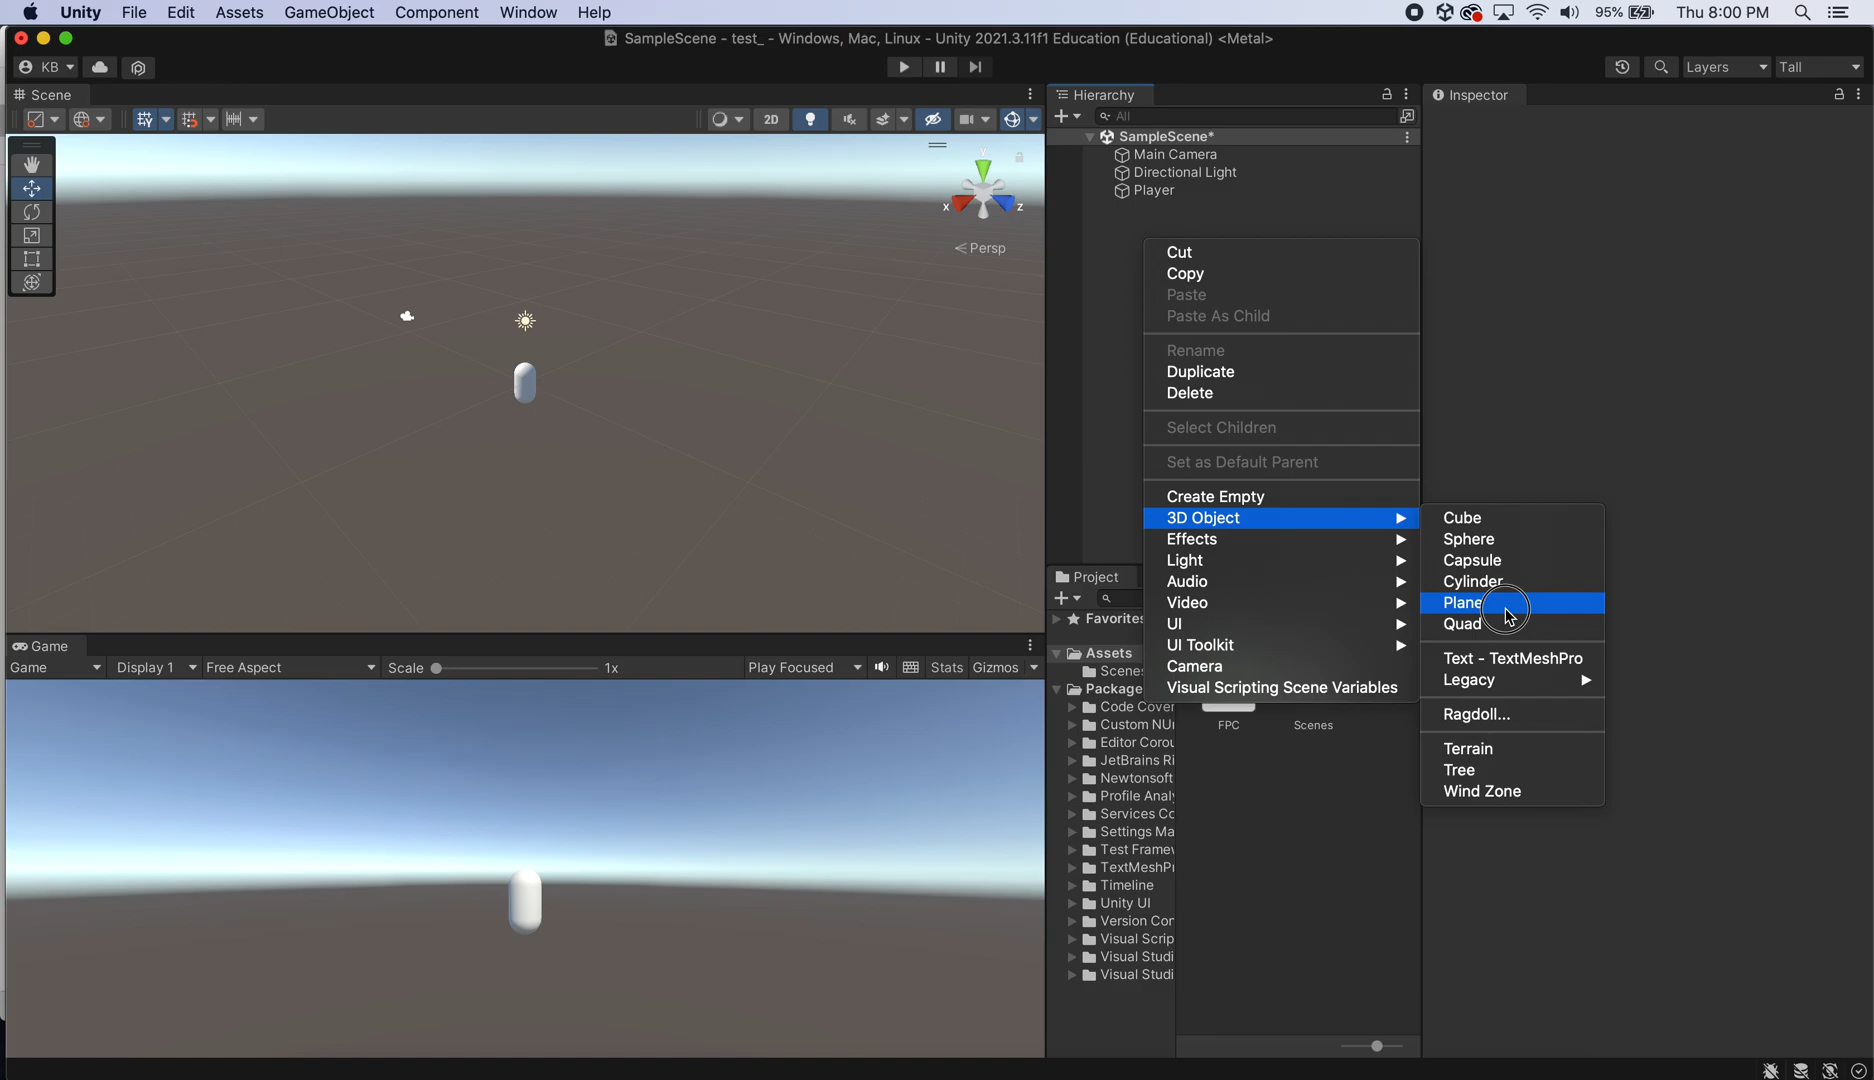 Unity File Edit Assets GameObject Component Window Help 95% Thu 8:00 PM
SampleScene - test_ - Windows, Mac, Linux - Unity 2021.3.11f1 Education (Educational) <Metal>
KB Layers Tall
Scene
2D
y
x z
Persp
Hierarchy
All
SampleScene*
Main Camera
Directional Light
Player
Inspector
Cut
Copy
Paste
Paste As Child
Rename
Duplicate
Delete
Select Children
Set as Default Parent
Create Empty
3D Object
Effects
Light
Audio
Video
UI
UI Toolkit
Camera
Visual Scripting Scene Variables
Cube
Sphere
Capsule
Cylinder
Plane
Quad
Text - TextMeshPro
Legacy
Ragdoll...
Terrain
Tree
Wind Zone
Project
Favorites
Assets
Scenes
Package
Code Cover
Custom NUn
Editor Corou
JetBrains Ri
Newtonsoft
Profile Analy
Services Co
Settings Ma
Test Framew
TextMeshPr
Timeline
Unity UI
Version Con
Visual Scrip
Visual Studi
Visual Studi
FPC Scenes
Game
Game Display 1 Free Aspect Scale 1x Play Focused Stats Gizmos